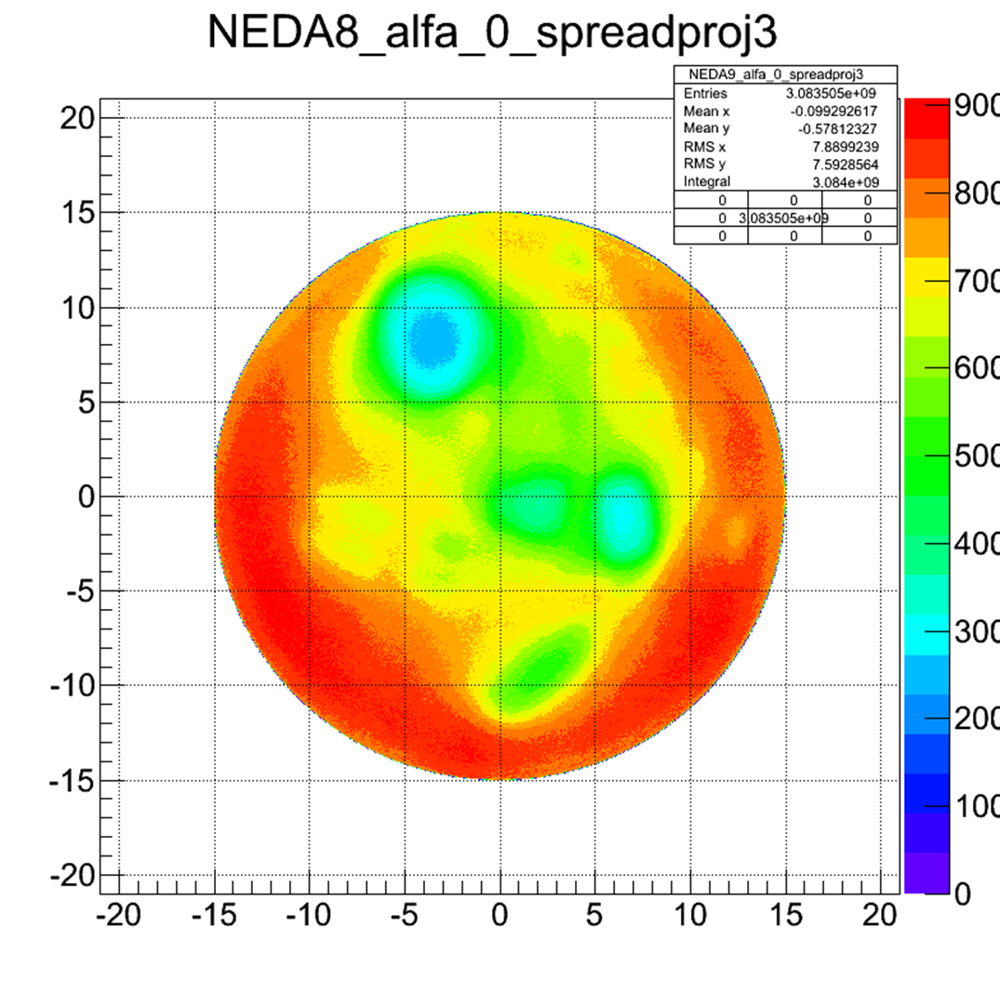 NEDA8_alfa_0_spreadproj3
NEDA9_alfa_0_spreadproj3
Entries 3.083505e+09
Mean x -0.099292617
Mean y -0.57812327
RMS x 7.8899239
RMS y 7.5928564
Integral 3.084e+09
0 0 0
0 3.083505e+09 0
0 0 0
20
15
10
5
0
-5
-10
-15
-20
-20 -15 -10 -5 0 5 10 15 20
900
800
700
600
500
400
300
200
100
0